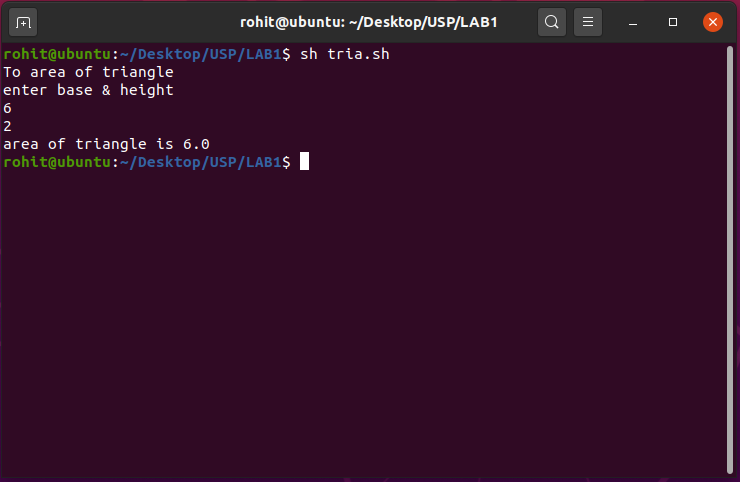 rohit@ubuntu: ~/Desktop/USP/LAB1
rohit@ubuntu:~/Desktop/USP/LAB1$ sh tria.sh
To area of triangle
enter base & height
6
2
area of triangle is 6.0
rohit@ubuntu:~/Desktop/USP/LAB1$